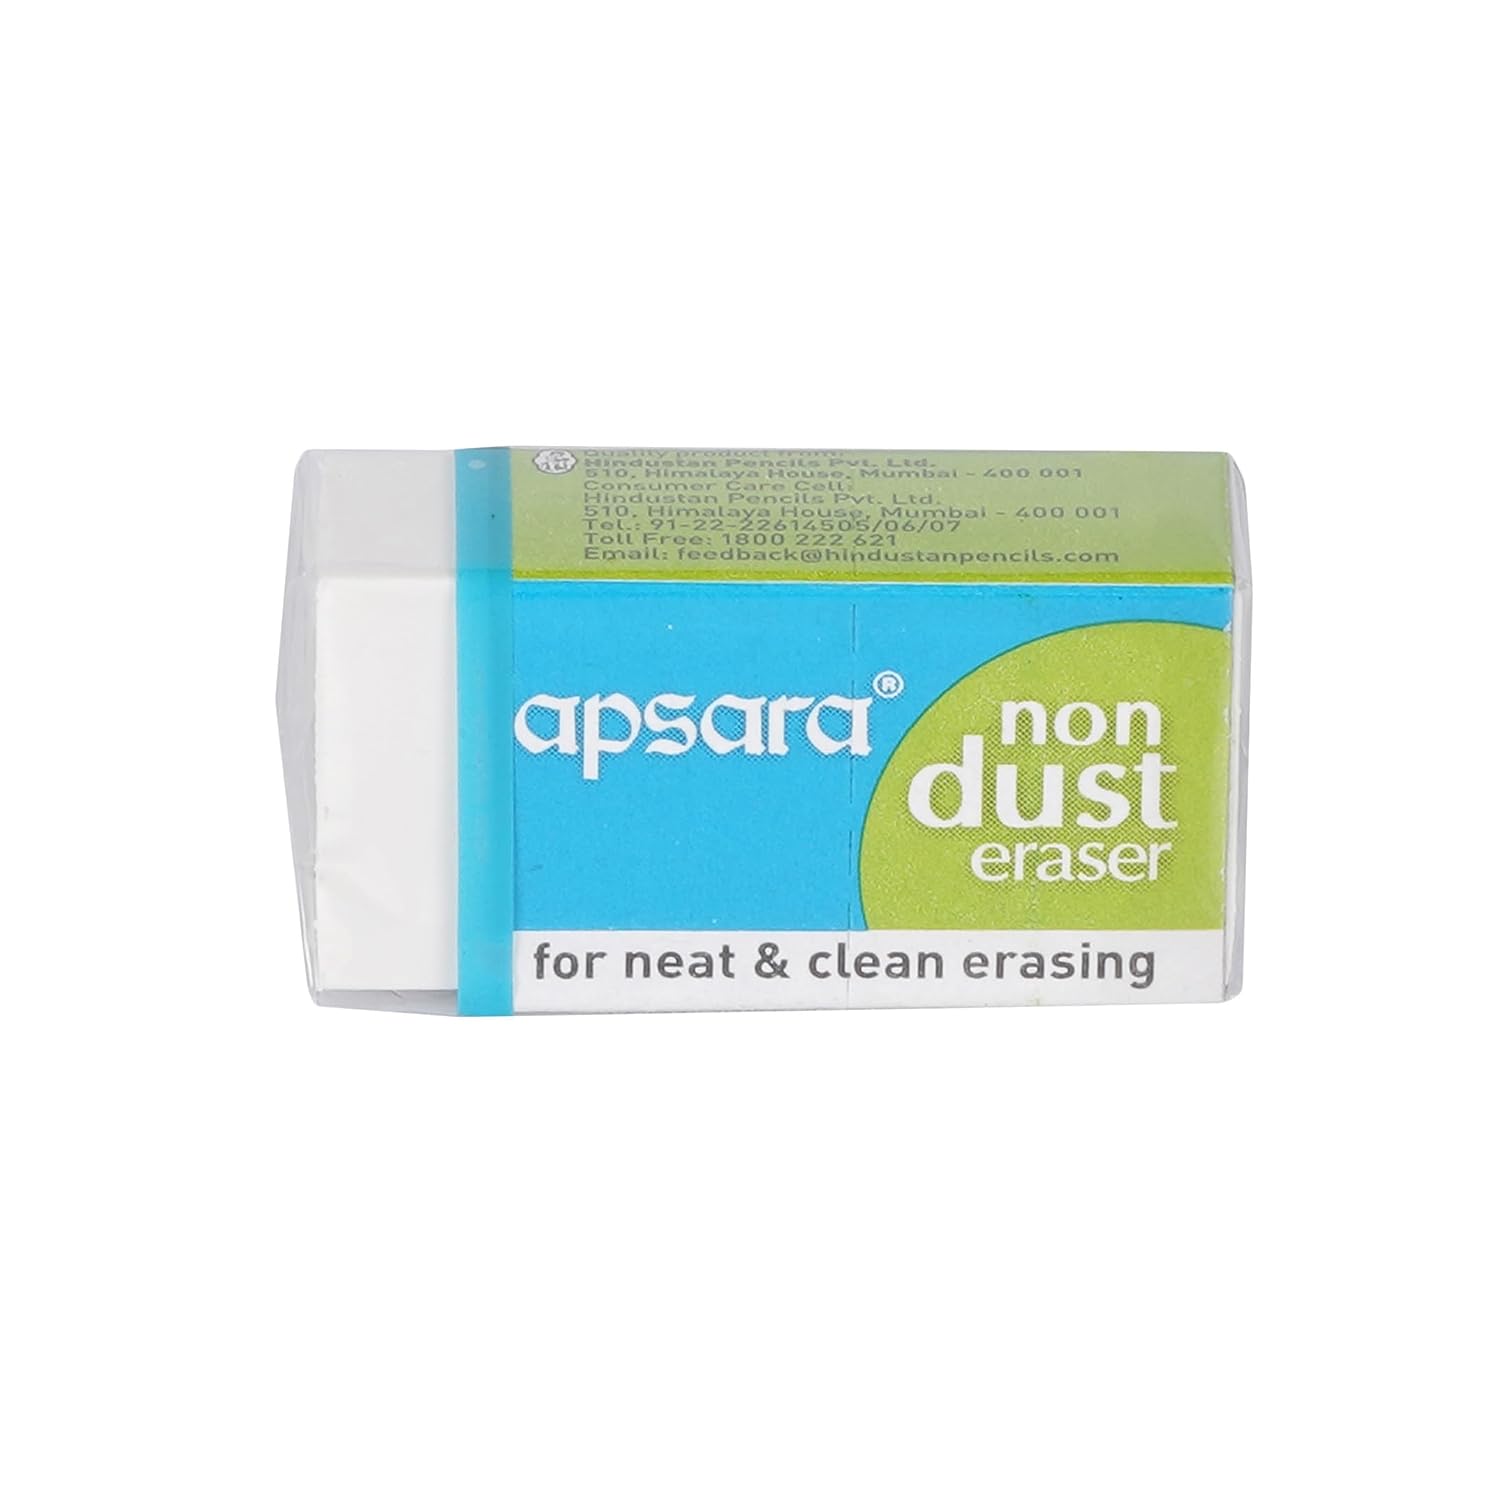 Quality product from:
Hindustan Pencils Pvt. Ltd.
510, Himalaya House, Mumbai - 400 001
Consumer Care Cell:
Hindustan Pencils Pvt. Ltd.
510, Himalaya House, Mumbai - 400 001
Tel.: 91-22-22614505/06/07
Toll Free: 1800 222 621
Email: feedback@hindustanpencils.com
apsara®
non
dust
eraser
for neat & clean erasing